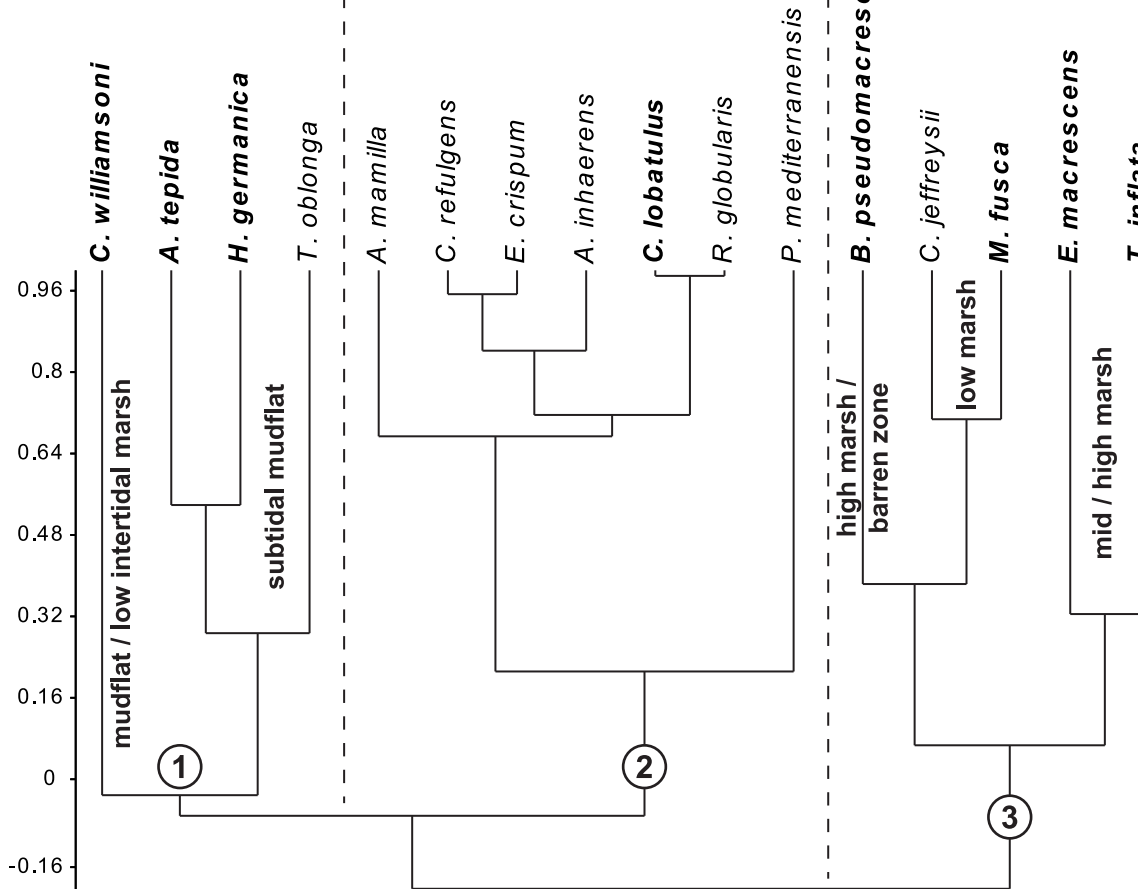 C. williamsoni
A. tepida
H. germanica
T. oblonga
A. mamilla
C. refulgens
E. crispum
A. inhaerens
C. lobatulus
R. globularis
P. mediterranensis
C. jeffreysii
M. fusca
E. macrescens
0.96
0.8
0.64
0.48
0.32
0.16
0
-0.16
mudflat / low intertidal marsh
subtidal mudflat
high marsh /
barren zone
low marsh
mid / high marsh
1
2
3